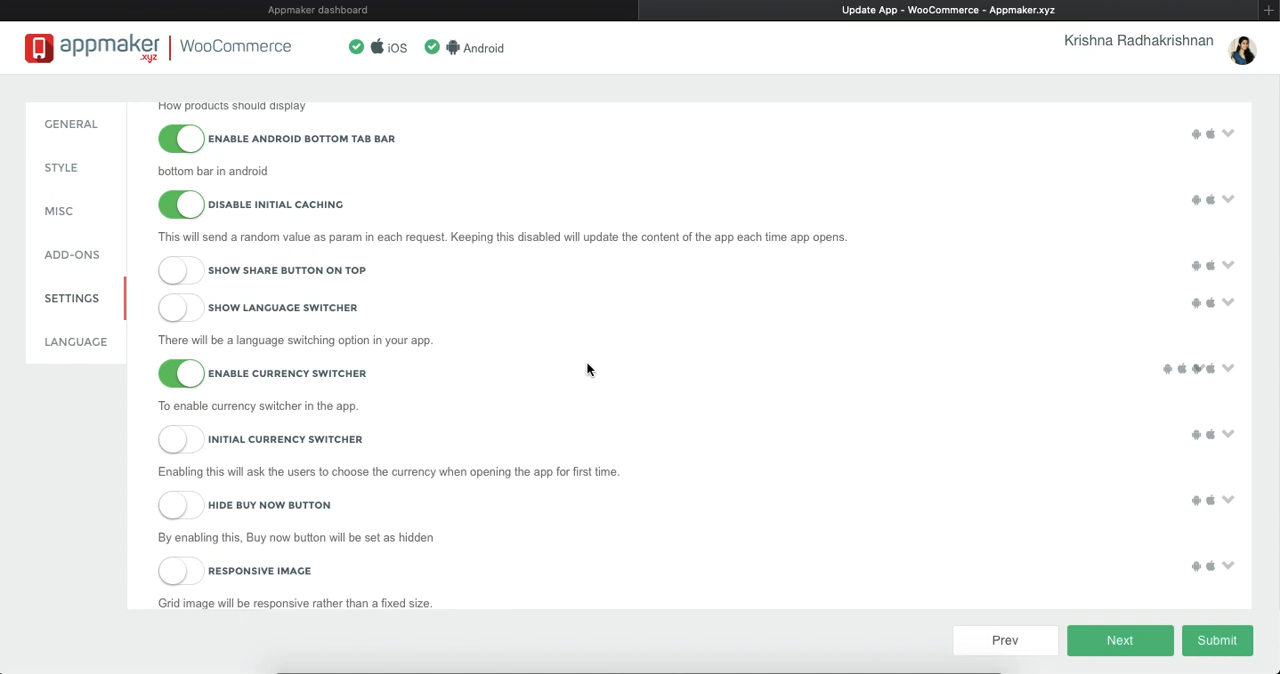 Appmaker dashboard
Update App - WooCommerce - Appmaker.xyz
appmaker
.xyz
WooCommerce
iOS
Android
Krishna Radhakrishnan
GENERAL
STYLE
MISC
ADD-ONS
SETTINGS
LANGUAGE
How products should display
ENABLE ANDROID BOTTOM TAB BAR
bottom bar in android
DISABLE INITIAL CACHING
This will send a random value as param in each request. Keeping this disabled will update the content of the app each time app opens.
SHOW SHARE BUTTON ON TOP
SHOW LANGUAGE SWITCHER
There will be a language switching option in your app.
ENABLE CURRENCY SWITCHER
To enable currency switcher in the app.
INITIAL CURRENCY SWITCHER
Enabling this will ask the users to choose the currency when opening the app for first time.
HIDE BUY NOW BUTTON
By enabling this, Buy now button will be set as hidden
RESPONSIVE IMAGE
Grid image will be responsive rather than a fixed size.
Prev
Next
Submit